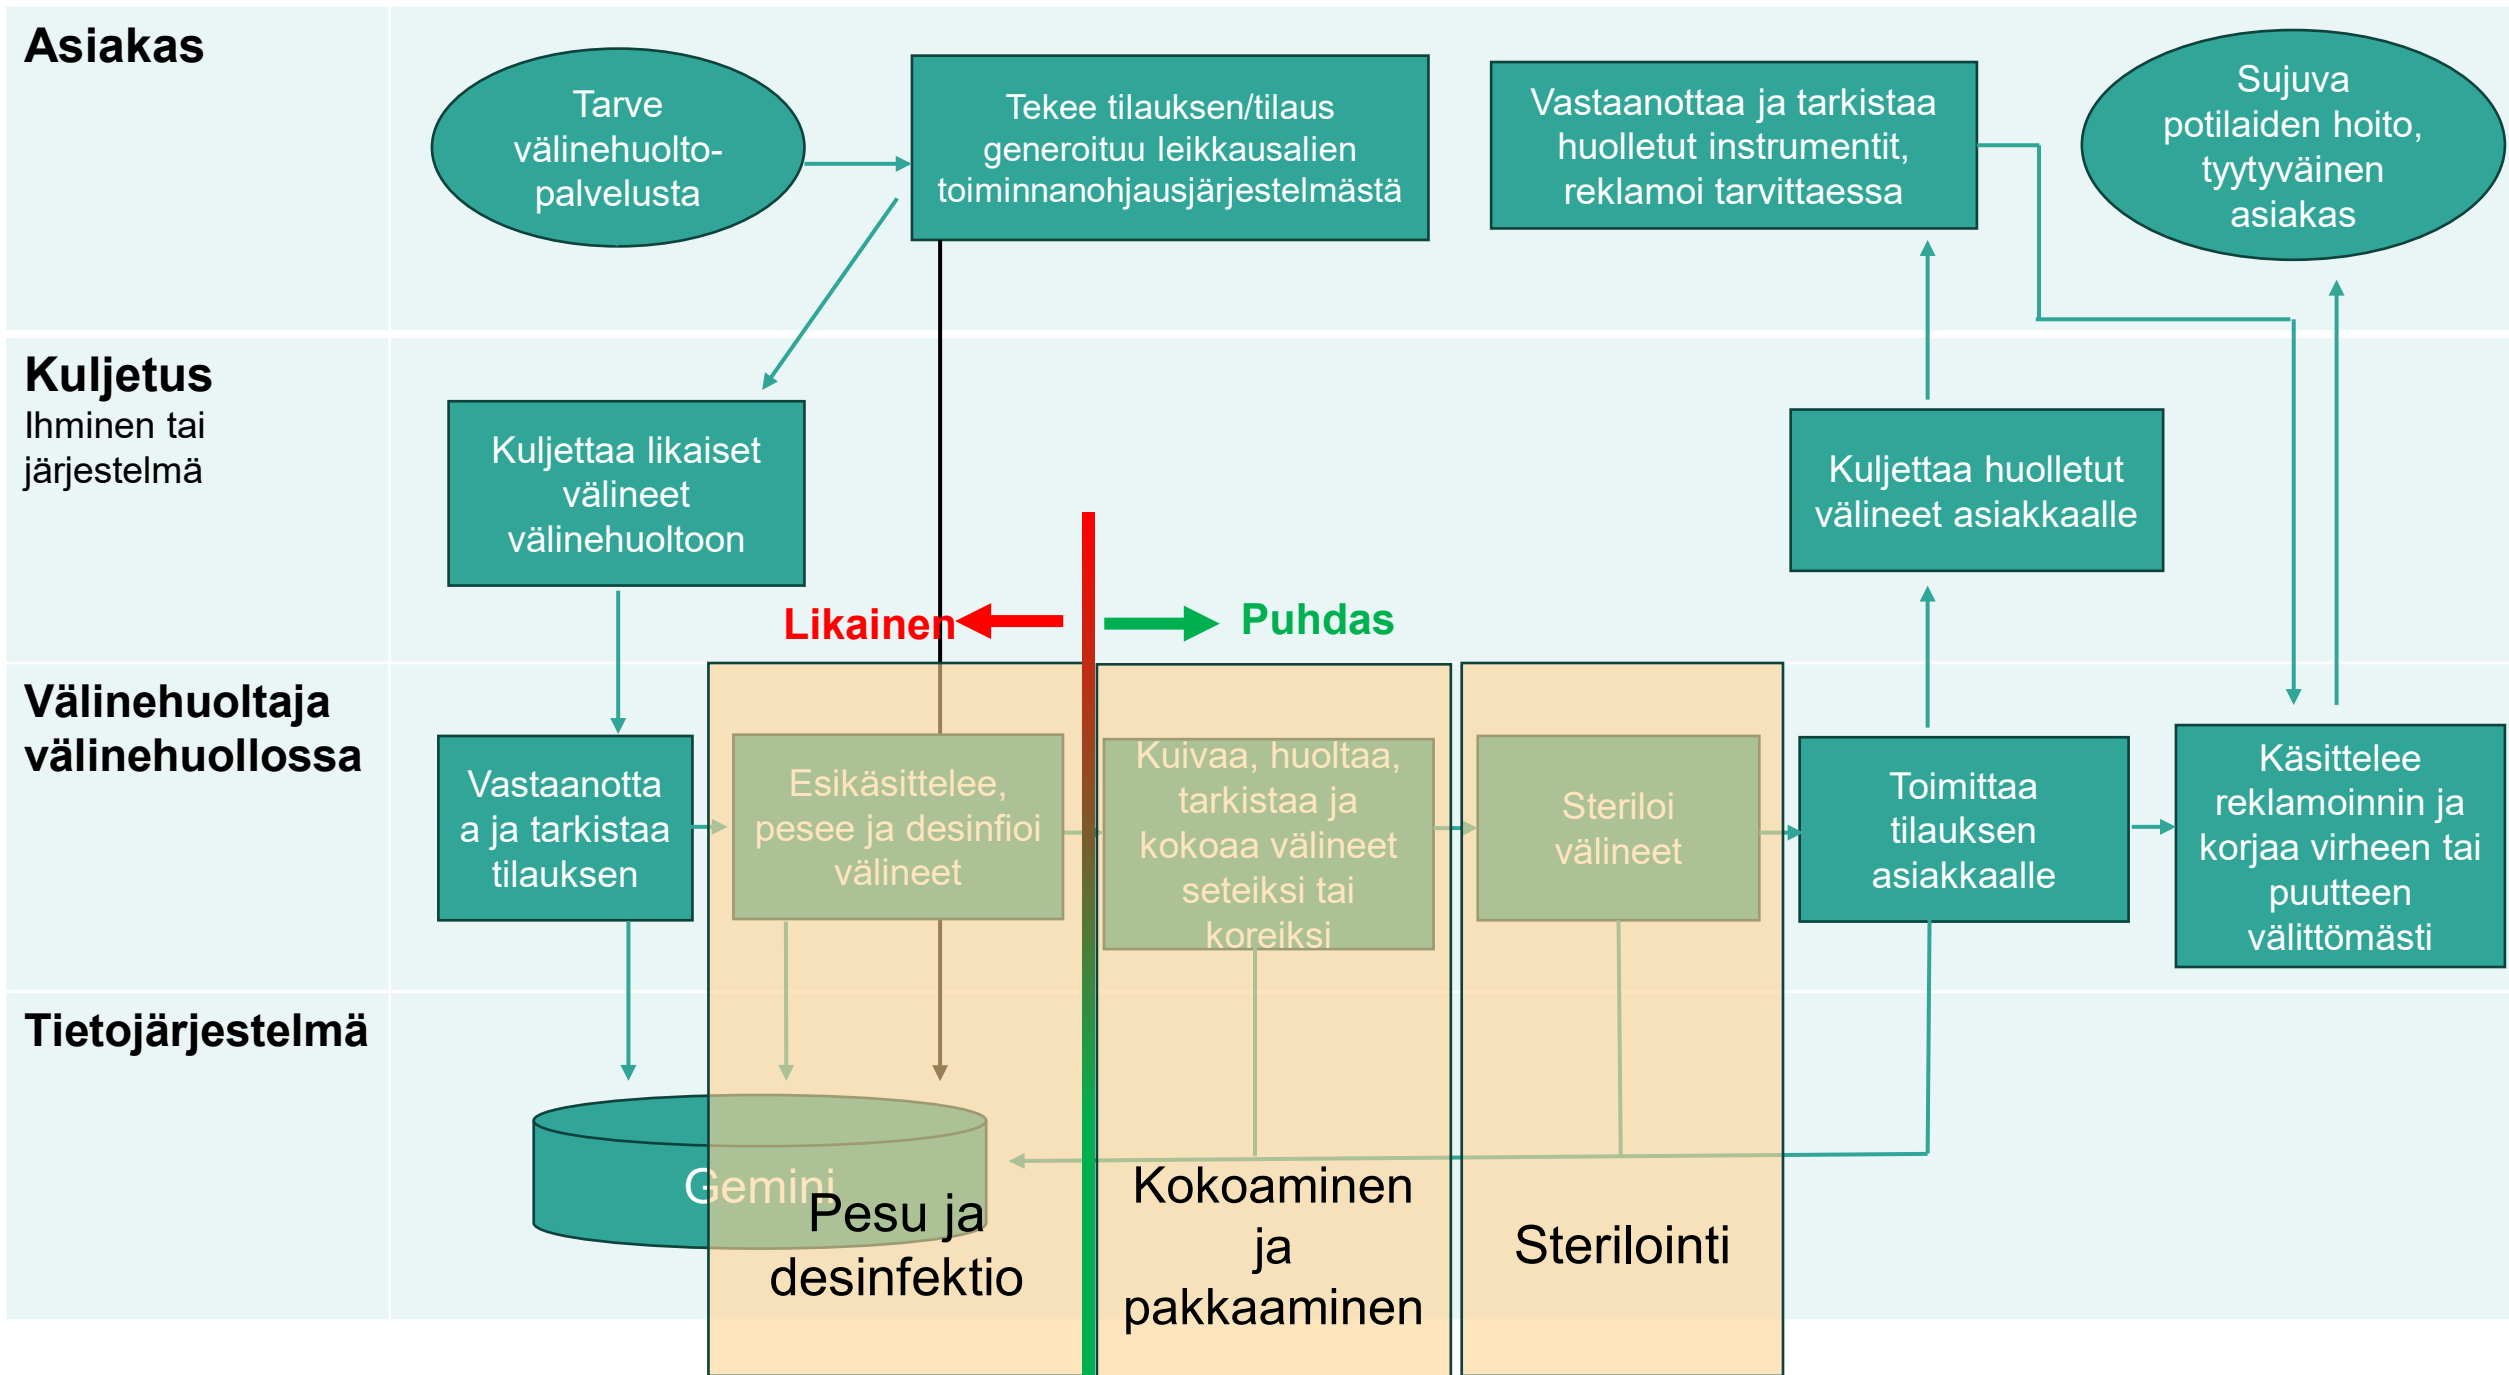 Asiakas
Tarve
välinehuolto-
palvelusta
Tekee tilauksen/tilaus
generoituu leikkausalien
toiminnanohjausjärjestelmästä
Vastaanottaa ja tarkistaa
huolletut instrumentit,
reklamoi tarvittaessa
Sujuva
potilaiden hoito,
tyytyväinen
asiakas
Kuljetus
Ihminen tai
järjestelmä
Kuljettaa likaiset
välineet
välinehuoltoon
Kuljettaa huolletut
välineet asiakkaalle
Likainen
Puhdas
Välinehuoltaja
välinehuollossa
Vastaanotta
a ja tarkistaa
tilauksen
Esikäsittelee,
pesee ja desinfioi
välineet
Kuivaa, huoltaa,
tarkistaa ja
kokoaa välineet
seteiksi tai
koreiksi
Steriloi
välineet
Toimittaa
tilauksen
asiakkaalle
Käsittelee
reklamoinnin ja
korjaa virheen tai
puutteen
välittömästi
Tietojärjestelmä
Gemini
Pesu ja
desinfektio
Kokoaminen
ja
pakkaaminen
Sterilointi